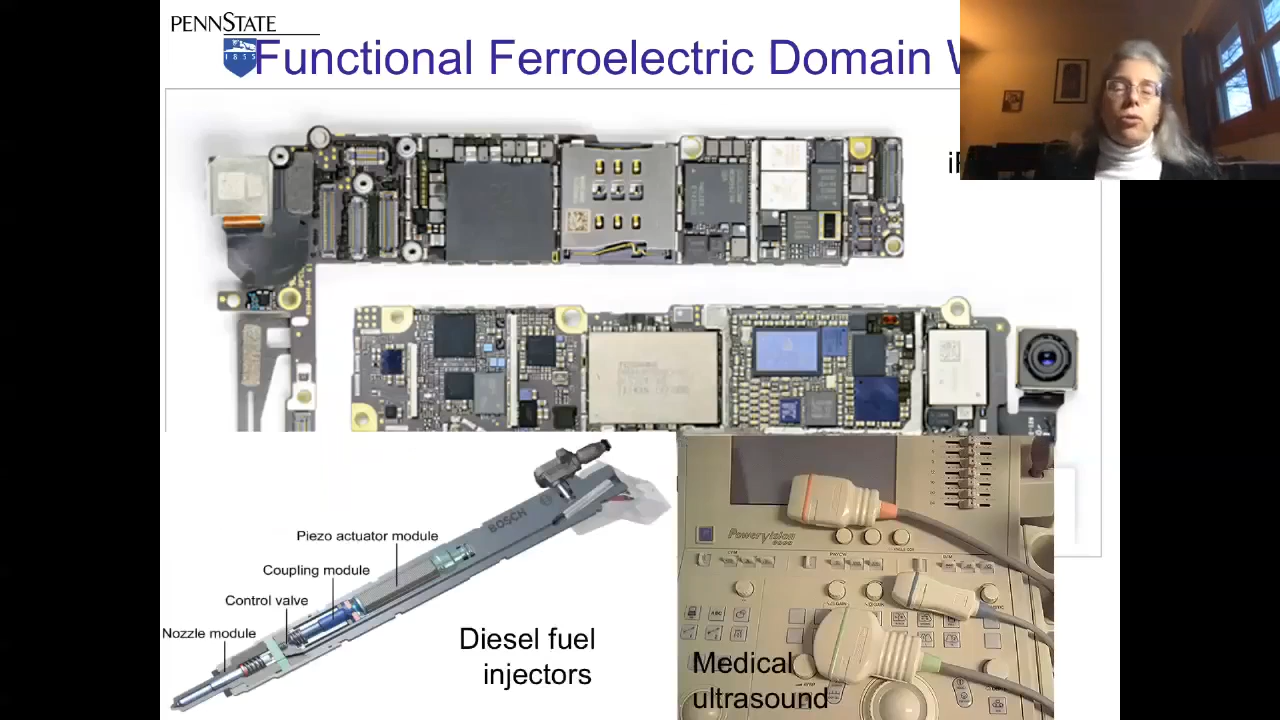 PENNSTATE
1855
Functional Ferroelectric Domain
BOSCH
Piezo actuator module
Coupling module
Control valve
Nozzle module
Diesel fuel
injectors
Powervision
Medical
ultrasound